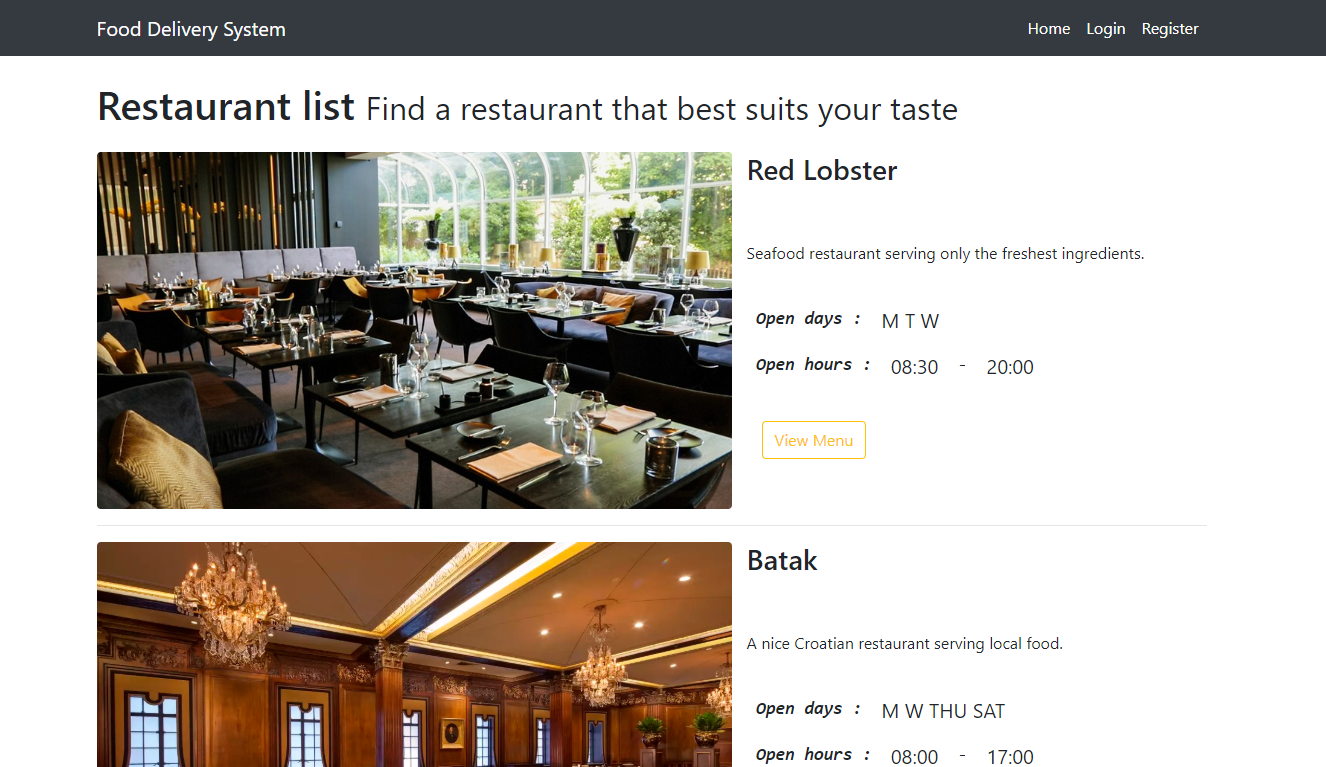 Food Delivery System Home Login Register
Restaurant list Find a restaurant that best suits your taste
Red Lobster
Seafood restaurant serving only the freshest ingredients.
Open days : M T W
Open hours : 08:30 - 20:00
View Menu
Batak
A nice Croatian restaurant serving local food.
Open days : M W THU SAT
Open hours : 08:00 - 17:00